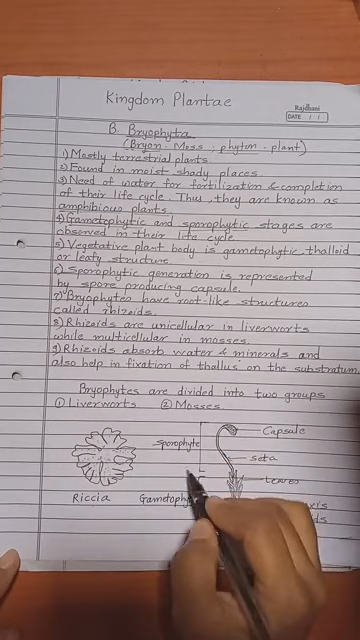 Kingdom Plantae
Rajdhani
DATE / /
B. Bryophyta
(Bryon - Moss ; phyton - plant)
1) Mostly terrestrial plants
2) Found in moist shady places
3) Need of water for fertilization & completion
of their life cycle. Thus, they are known as
amphibious plants.
4) Gametophytic and sporophytic stages are
observed in their life cycle.
5) Vegetative plant body is gametophytic, thalloid
or leafy structure.
6) Sporophytic generation is represented
by spore producing capsule.
7) Bryophytes have root-like structures
called rhizoids.
8) Rhizoids are unicellular in liverworts
while multicellular in mosses.
9) Rhizoids absorb water & minerals and
also help in fixation of thallus on the substratum.
Bryophytes are divided into two groups
① Liverworts ② Mosses
Capsule
Sporophyte
Seta
Leaves
Riccia